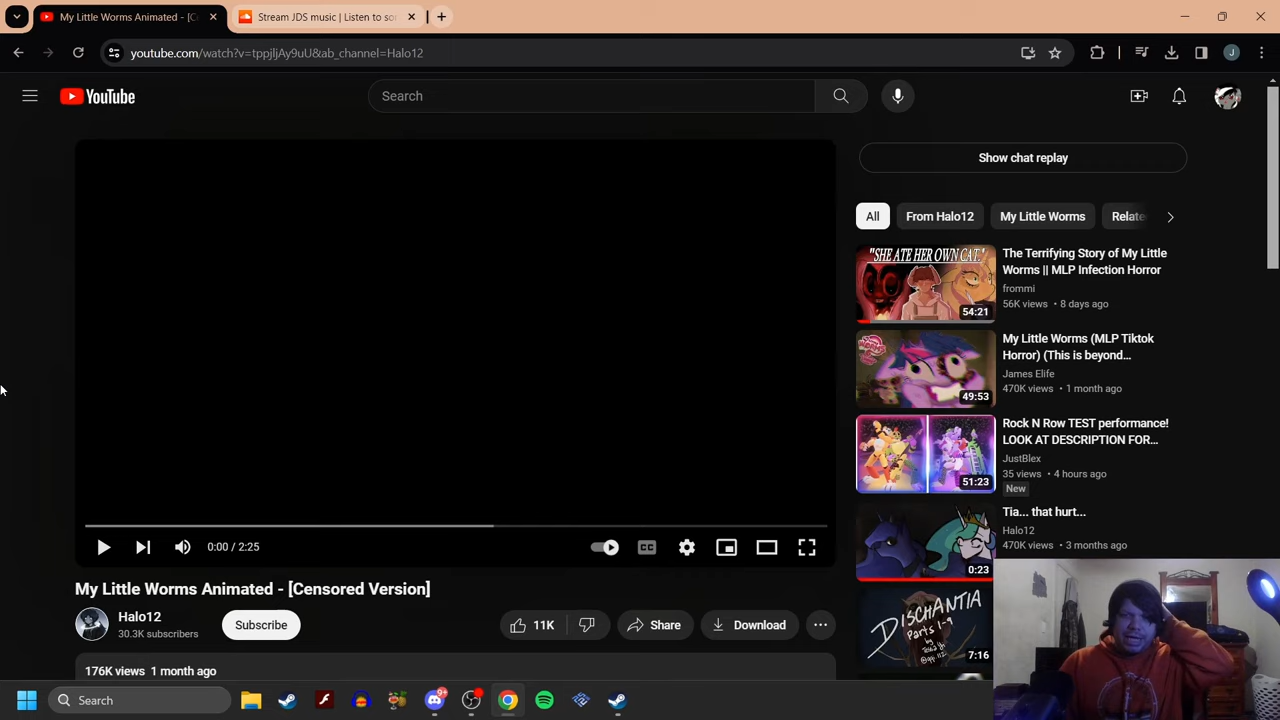 My Little Worms Animated - [C
Stream JDS music | Listen to so
youtube.com/watch?v=tppjljAy9uU&ab_channel=Halo12
J
YouTube
Search
Show chat replay
All
From Halo12
My Little Worms
Relate
"SHE ATE HER OWN CAT."
54:21
The Terrifying Story of My Little
Worms || MLP Infection Horror
frommi
56K views • 8 days ago
49:53
My Little Worms (MLP Tiktok
Horror) (This is beyond...
James Elife
470K views • 1 month ago
51:23
Rock N Row TEST performance!
LOOK AT DESCRIPTION FOR...
JustBlex
35 views • 4 hours ago
New
0:23
Tia... that hurt...
Halo12
470K views • 3 months ago
DISCHANTIA
Parts 1-9
7:16
0:00 / 2:25
CC
My Little Worms Animated - [Censored Version]
Halo12
30.3K subscribers
Subscribe
11K
Share
Download
176K views 1 month ago
Search
9+